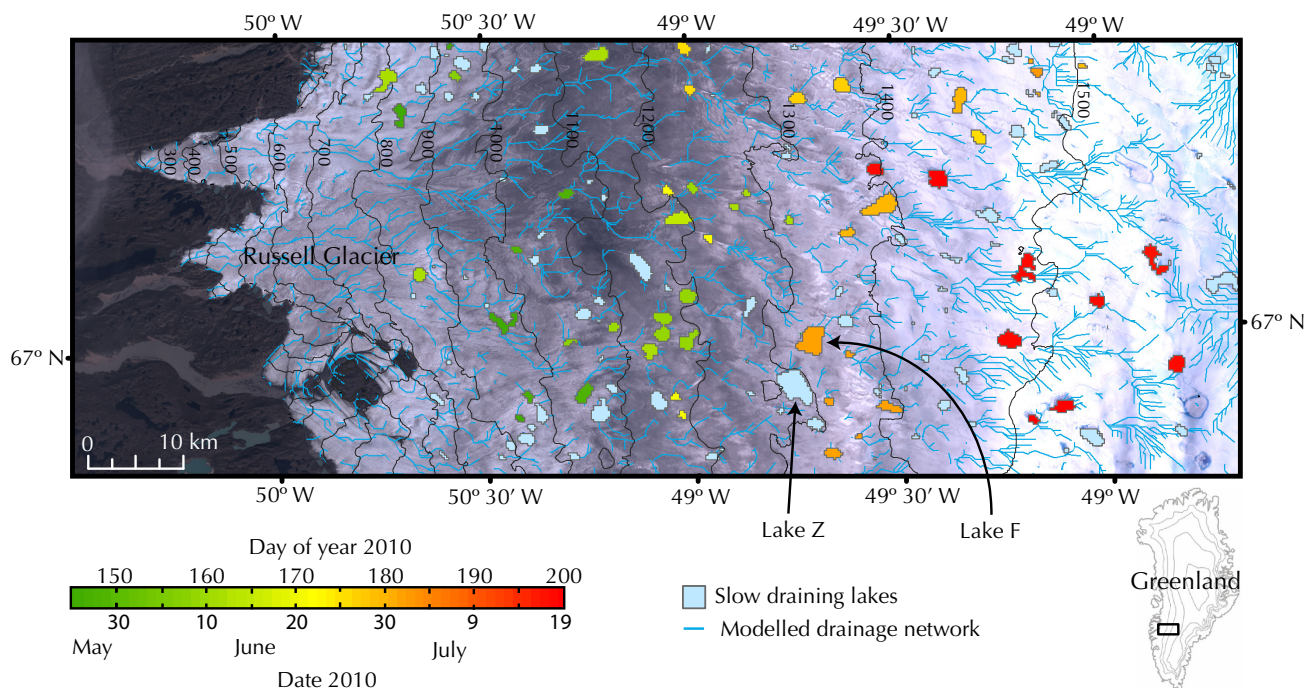 50º W 50º 30’ W 49º W 49º 30’ W 49º W
300 400 500 600 700 800 900 1000 1100 1200 1300 1400 1500
Russell Glacier
67º N 67º N
0 10 km
50º W 50º 30’ W 49º W 49º 30’ W 49º W
Lake Z Lake F
Day of year 2010
150 160 170 180 190 200
30 10 20 30 9 19
May June July
Date 2010
Slow draining lakes
Modelled drainage network
Greenland